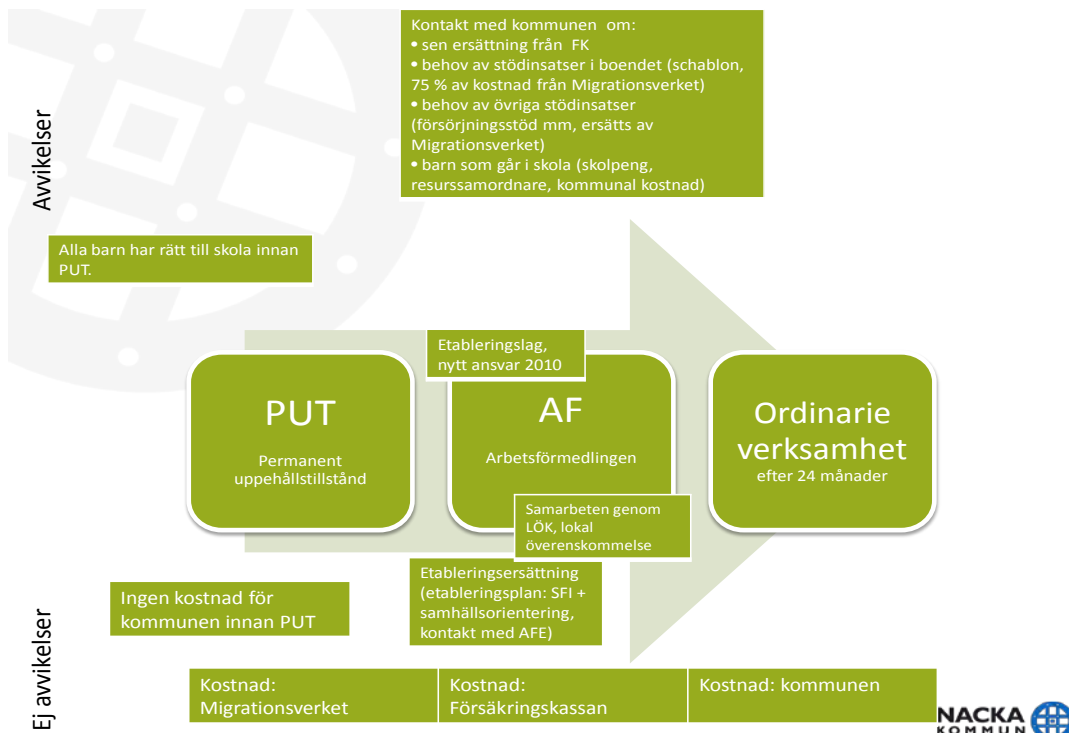 Kontakt med kommunen om:
• sen ersättning från FK
• behov av stödinsatser i boendet (schablon,
75 % av kostnad från Migrationsverket)
• behov av övriga stödinsatser
(försörjningsstöd mm, ersätts av
Migrationsverket)
• barn som går i skola (skolpeng,
resurssamordnare, kommunal kostnad)
Avvikelser
Alla barn har rätt till skola innan
PUT.
Etableringslag,
nytt ansvar 2010
PUT
Permanent
uppehållstillstånd
AF
Arbetsförmedlingen
Ordinarie
verksamhet
efter 24 månader
Samarbeten genom
LÖK, lokal
överenskommelse
Etableringsersättning
(etableringsplan: SFI +
samhällsorientering,
kontakt med AFE)
Ingen kostnad för
kommunen innan PUT
Ej avvikelser
Kostnad:
Migrationsverket
Kostnad:
Försäkringskassan
Kostnad: kommunen
NACKA
KOMMUN